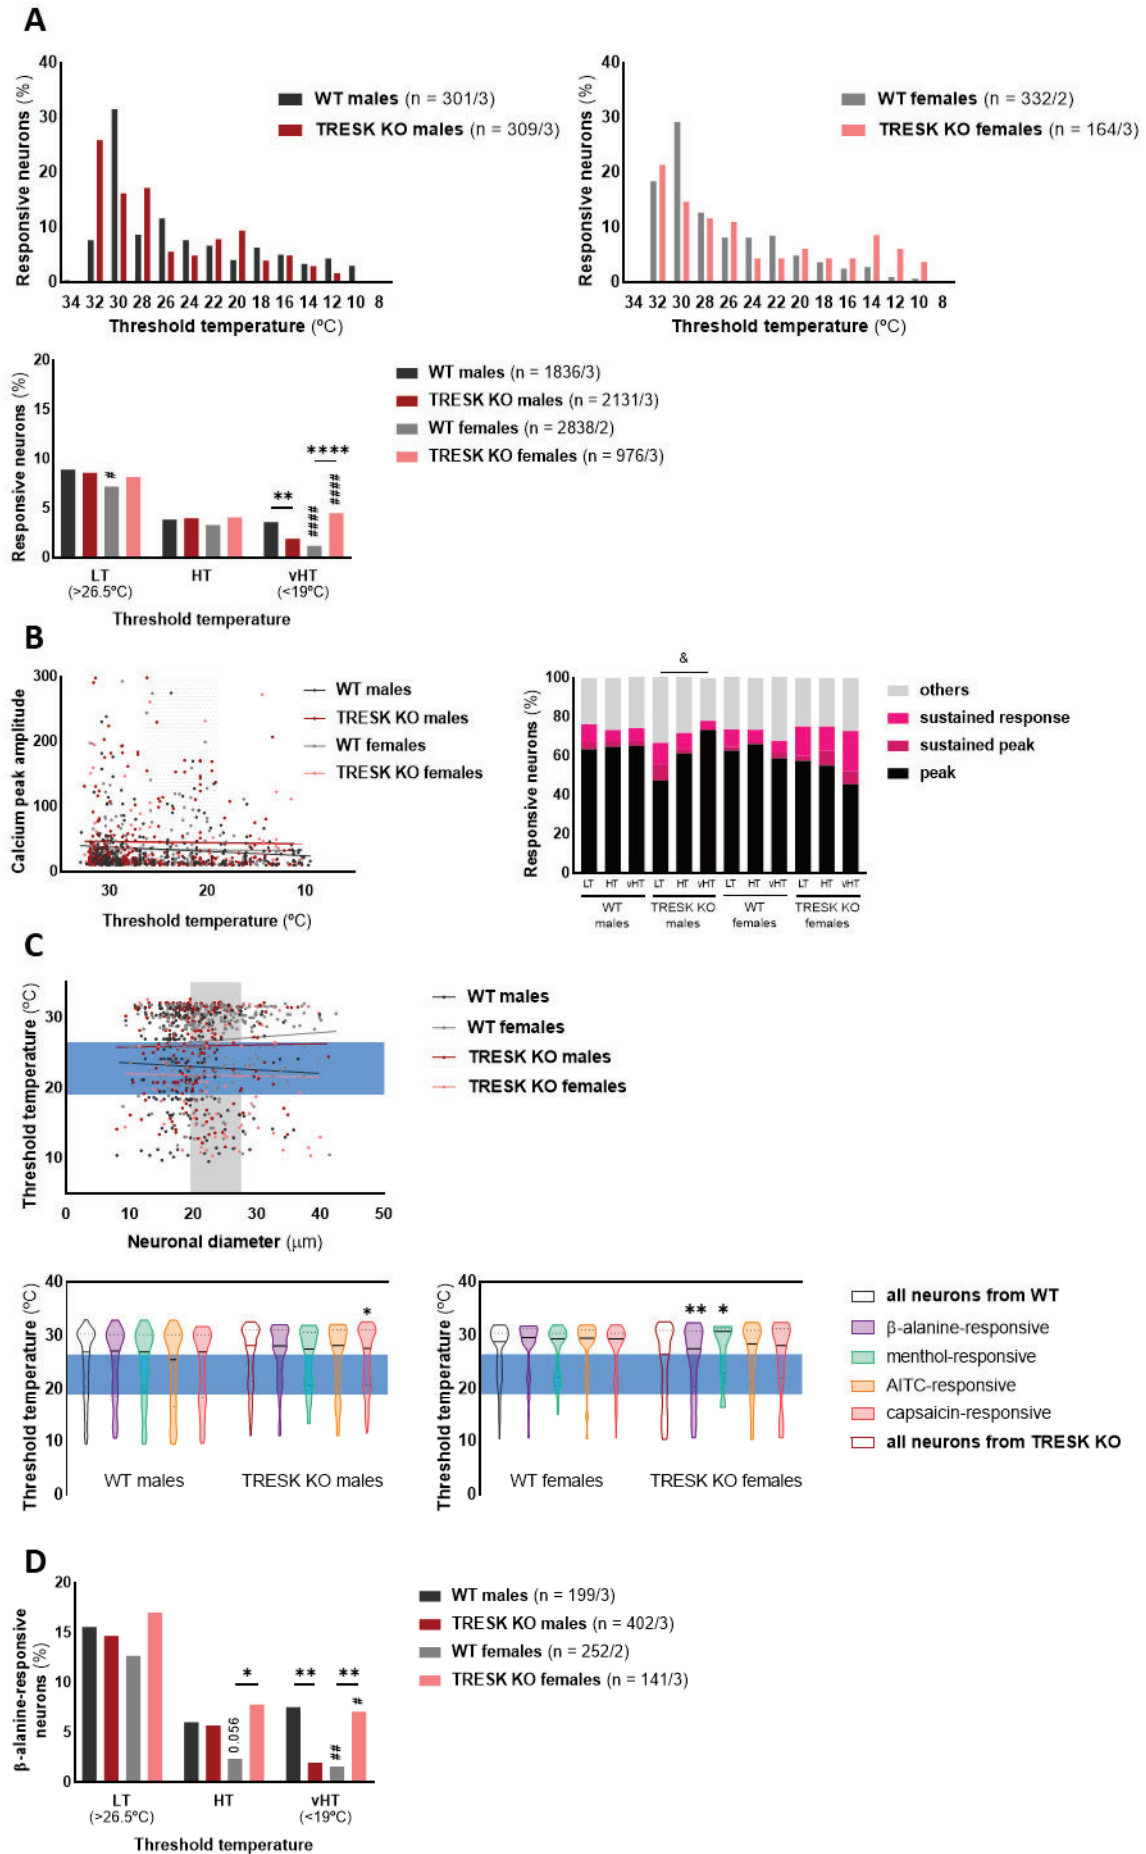 A
Responsive neurons (%)
40
30
20
10
0
34 32 30 28 26 24 22 20 18 16 14 12 10 8
Threshold temperature (ºC)
WT males (n = 301/3)
TRESK KO males (n = 309/3)
Responsive neurons (%)
40
30
20
10
0
34 32 30 28 26 24 22 20 18 16 14 12 10 8
Threshold temperature (ºC)
WT females (n = 332/2)
TRESK KO females (n = 164/3)
Responsive neurons (%)
20
15
10
5
0
#
**
####
****
####
LT HT vHT
(>26.5ºC) (<19ºC)
Threshold temperature
WT males (n = 1836/3)
TRESK KO males (n = 2131/3)
WT females (n = 2838/2)
TRESK KO females (n = 976/3)
B
Calcium peak amplitude
300
200
100
0
30 20 10
Threshold temperature (ºC)
WT males
TRESK KO males
WT females
TRESK KO females
Responsive neurons (%)
100
80
60
40
20
0
&
LT HT vHT LT HT vHT LT HT vHT LT HT vHT
WT males
TRESK KO males
WT females
TRESK KO females
others
sustained response
sustained peak
peak
C
Threshold temperature (ºC)
30
20
10
0 10 20 30 40 50
Neuronal diameter (μm)
WT males
WT females
TRESK KO males
TRESK KO females
Threshold temperature (ºC)
40
30
20
10
0
*
WT males TRESK KO males
Threshold temperature (ºC)
40
30
20
10
0
** *
WT females TRESK KO females
all neurons from WT
β-alanine-responsive
menthol-responsive
AITC-responsive
capsaicin-responsive
all neurons from TRESK KO
D
β-alanine-responsive
neurons (%)
20
15
10
5
0
0.056
*
**
##
**
#
LT HT vHT
(>26.5ºC) (<19ºC)
Threshold temperature
WT males (n = 199/3)
TRESK KO males (n = 402/3)
WT females (n = 252/2)
TRESK KO females (n = 141/3)